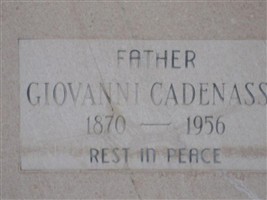 FATHER
GIOVANNI CADENASS
1870 — 1956
REST IN PEACE